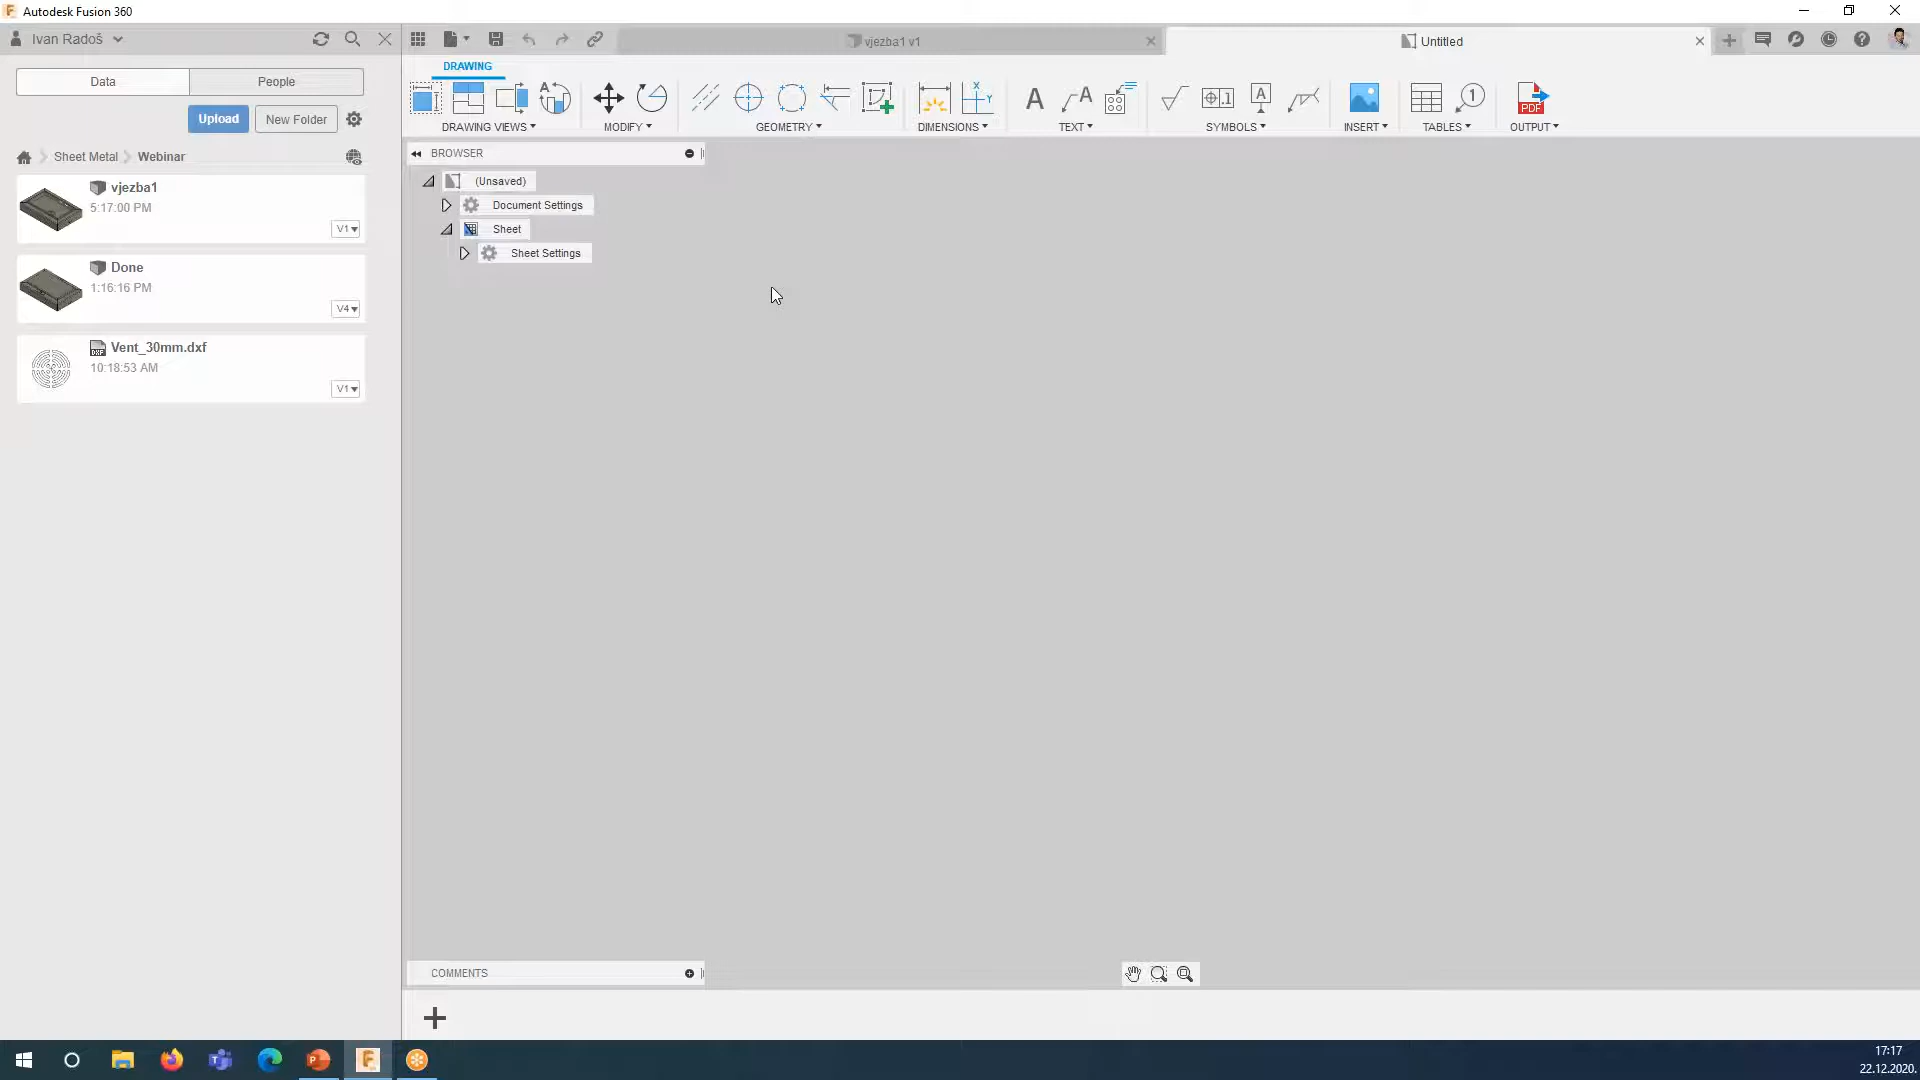 Autodesk Fusion 360
Ivan Radoš
vjezba1 v1
Untitled
Data
People
DRAWING
Upload
New Folder
DRAWING VIEWS
MODIFY
GEOMETRY
DIMENSIONS
TEXT
SYMBOLS
INSERT
TABLES
OUTPUT
PDF
Sheet Metal
Webinar
BROWSER
(Unsaved)
Document Settings
Sheet
Sheet Settings
vjezba1
5:17:00 PM
V1
Done
1:16:16 PM
V4
Vent_30mm.dxf
10:18:53 AM
V1
COMMENTS
17:17
22.12.2020.